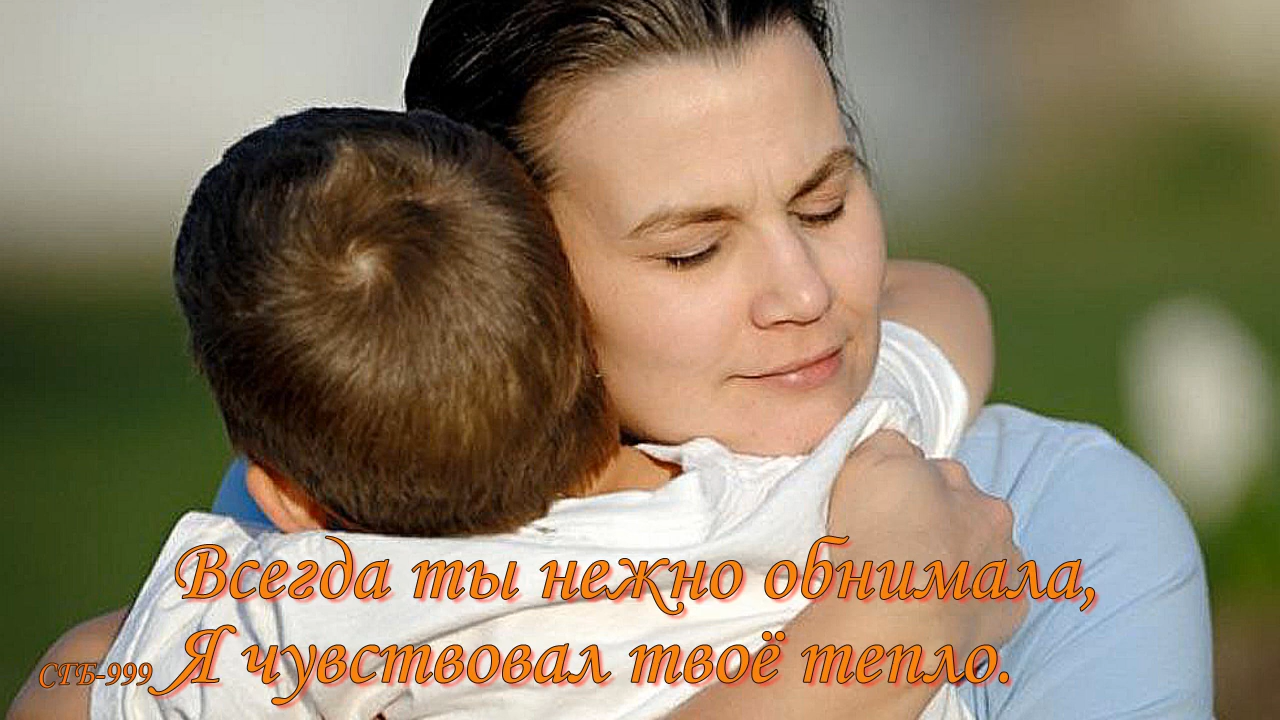 Всегда ты нежно обнимала,
Я чувствовал твоё тепло.
СГБ-999